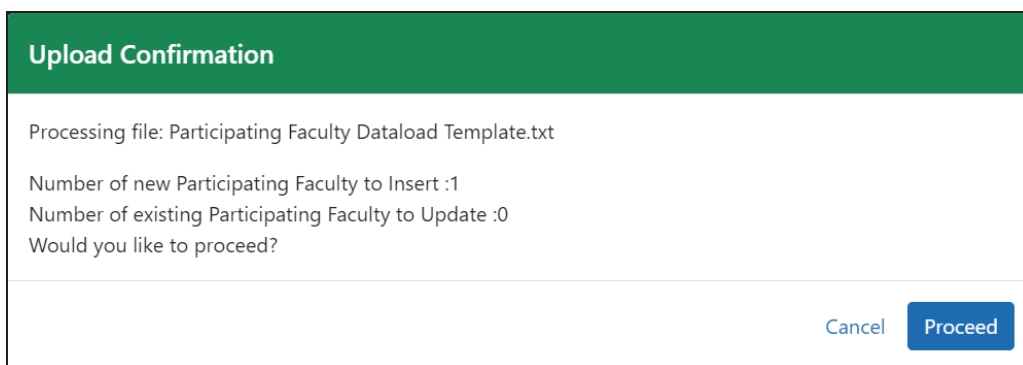 Upload Confirmation
Processing file: Participating Faculty Dataload Template.txt
Number of new Participating Faculty to Insert :1
Number of existing Participating Faculty to Update :0
Would you like to proceed?
Cancel
Proceed